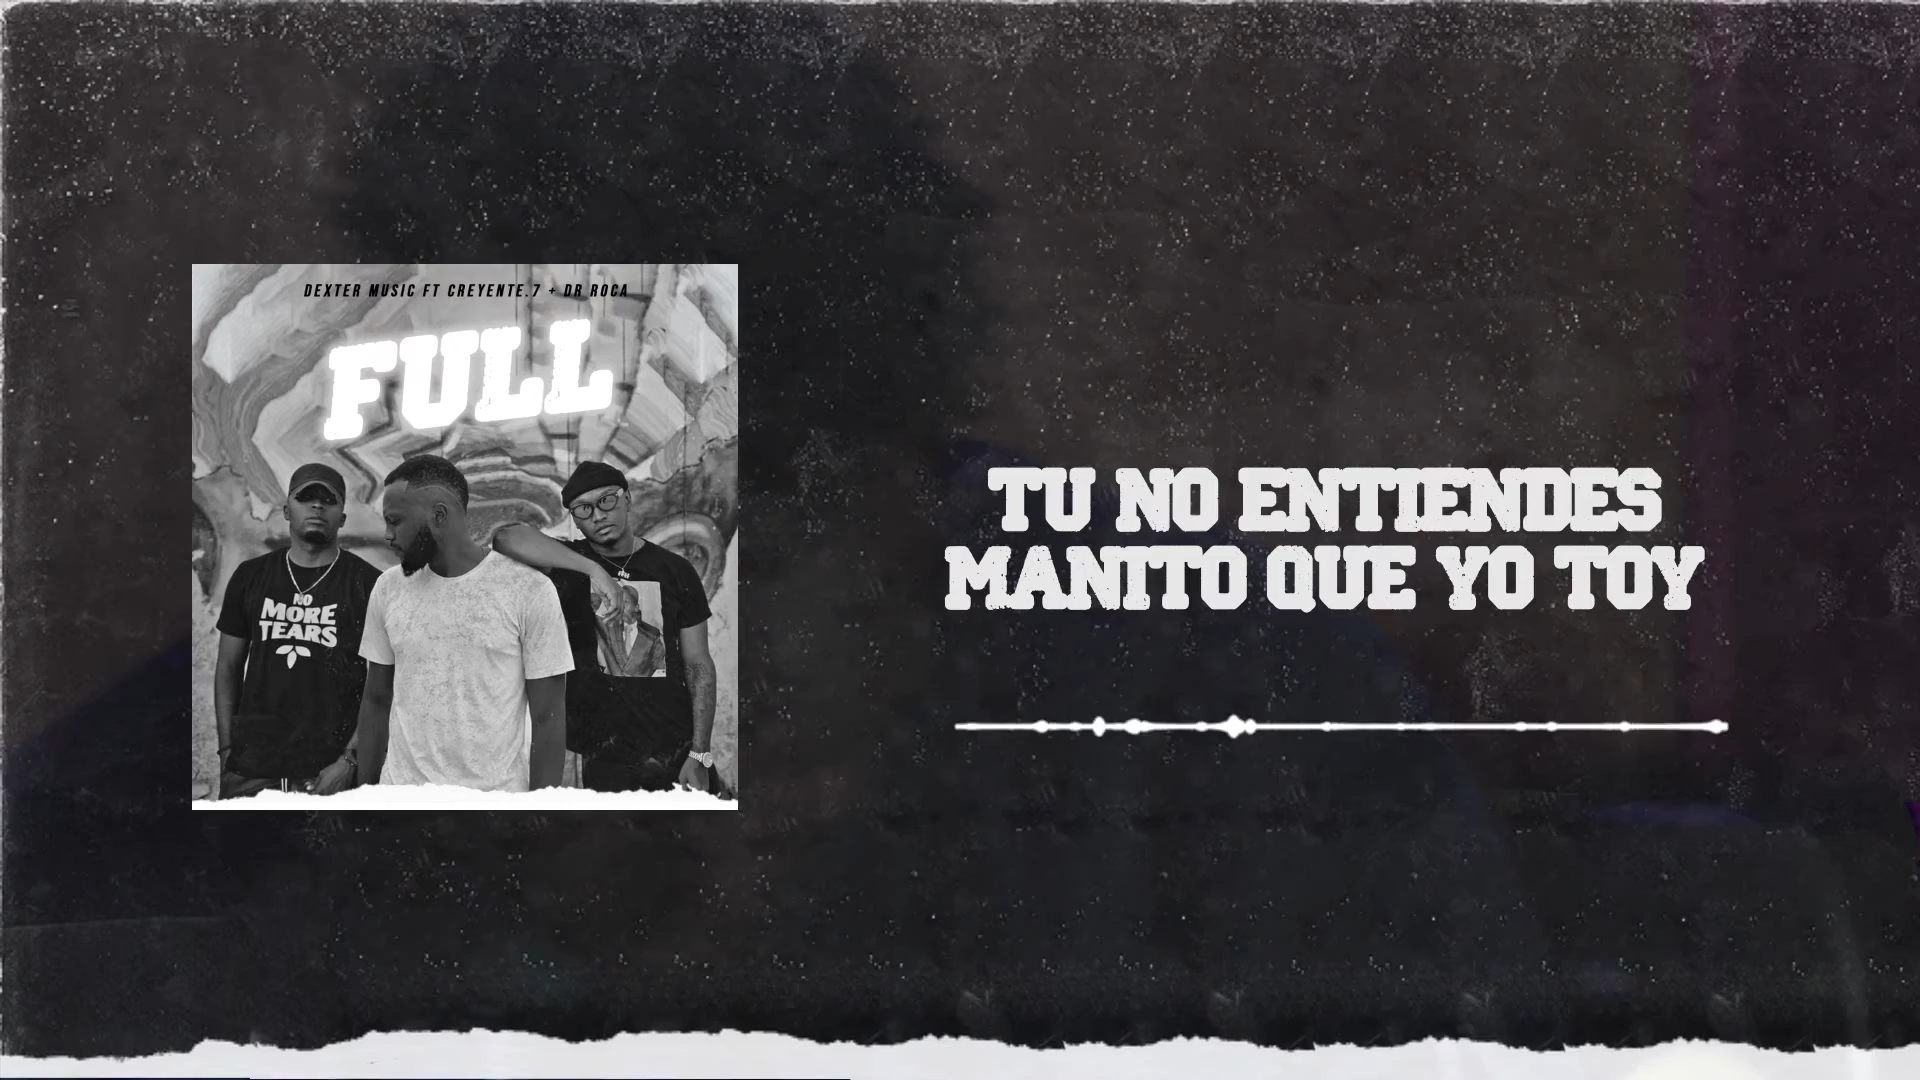 DEXTER MUSIC FT CREYENTE.7 + DR ROCA
FULL
NO
MORE
TEARS
TU NO ENTIENDES
MANITO QUE YO TOY